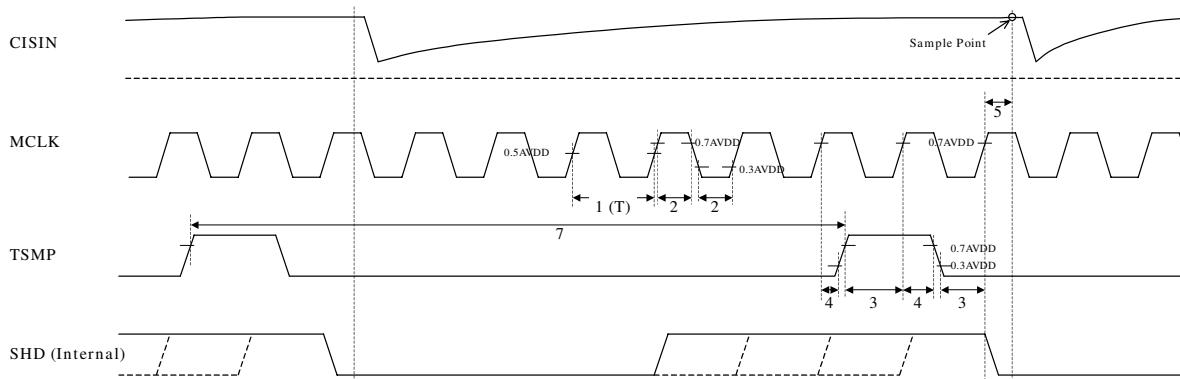 CISIN
Sample Point
5
MCLK
0.5AVDD
0.7AVDD
0.7AVDD
0.3AVDD
1 (T)
2
2
7
TSMP
0.7AVDD
0.3AVDD
4
3
4
3
SHD (Internal)